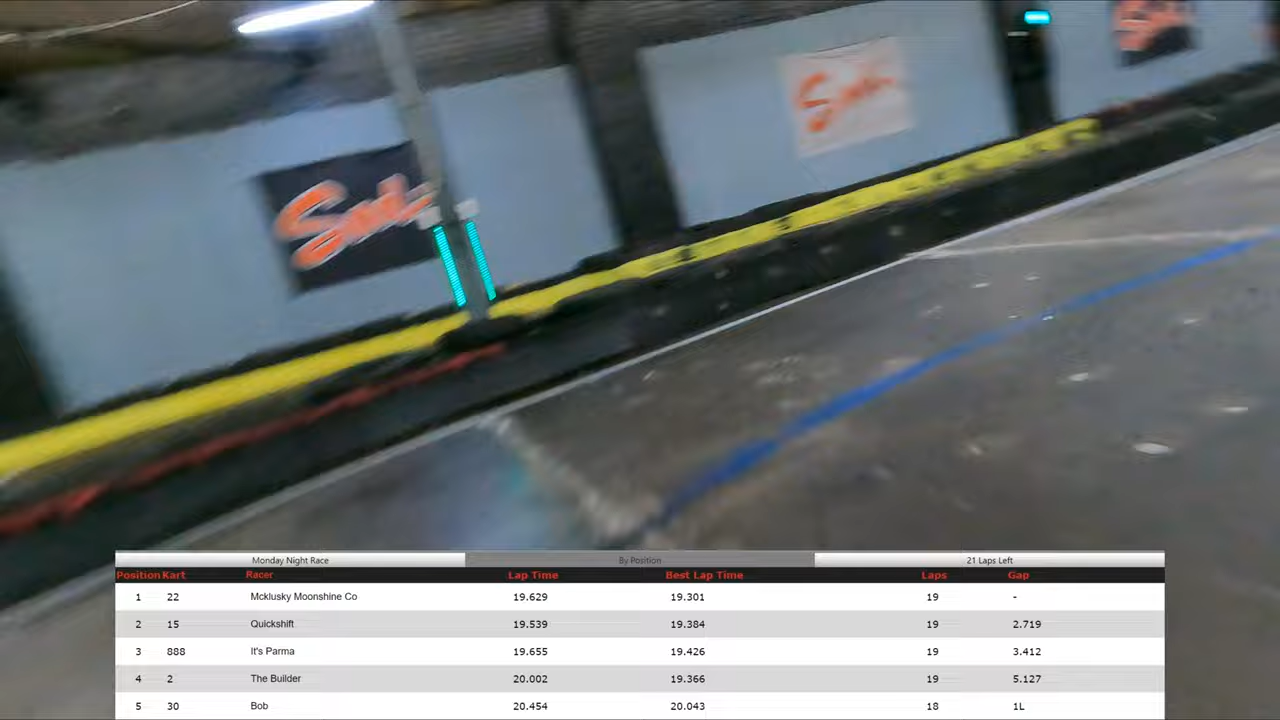 Monday Night Race By Position 21 Laps Left
Position Kart Racer Lap Time Best Lap Time Laps Gap
1 22 Mcklusky Moonshine Co 19.629 19.301 19 -
2 15 Quickshift 19.539 19.384 19 2.719
3 888 It's Parma 19.655 19.426 19 3.412
4 2 The Builder 20.002 19.366 19 5.127
5 30 Bob 20.454 20.043 18 1L